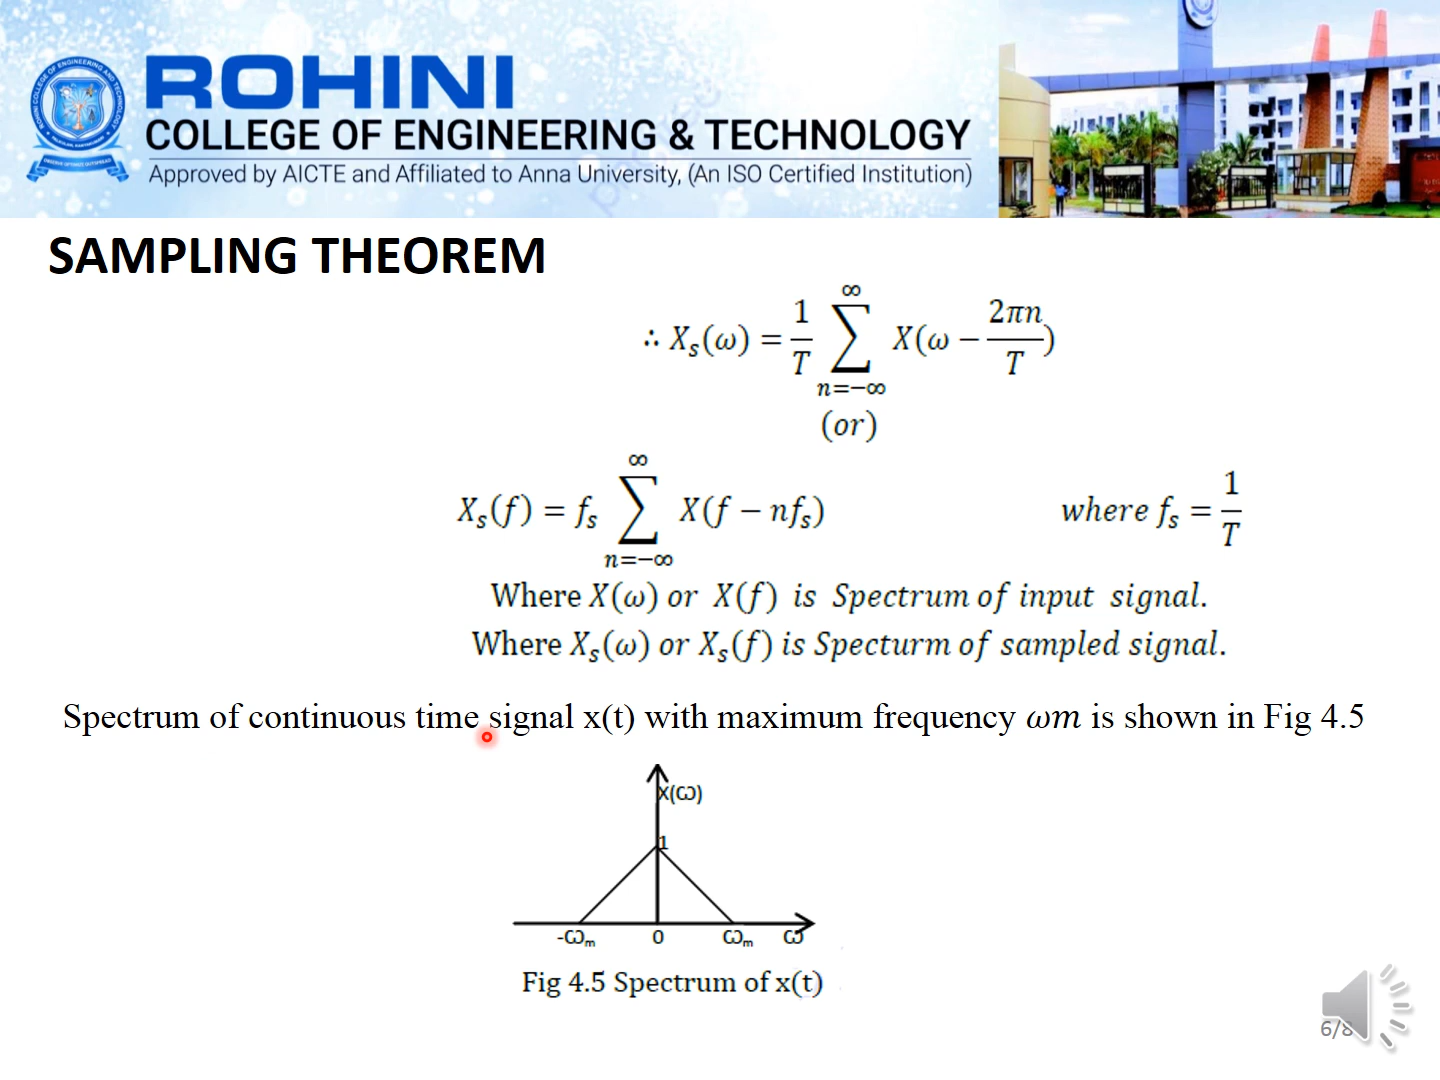 ROHINI
COLLEGE OF ENGINEERING & TECHNOLOGY
Approved by AICTE and Affiliated to Anna University, (An ISO Certified Institution)
SAMPLING THEOREM
∴ Xₛ(ω) = 1/T ∑_{n=−∞}^{∞} X(ω − 2πn/T)
(or)
Xₛ(f) = fₛ ∑_{n=−∞}^{∞} X(f − nfₛ) where fₛ = 1/T
Where X(ω) or X(f) is Spectrum of input signal.
Where Xₛ(ω) or Xₛ(f) is Specturm of sampled signal.
Spectrum of continuous time signal x(t) with maximum frequency ωm is shown in Fig 4.5
X(ω)
1
-ωₘ 0 ωₘ ω
Fig 4.5 Spectrum of x(t)
6/8